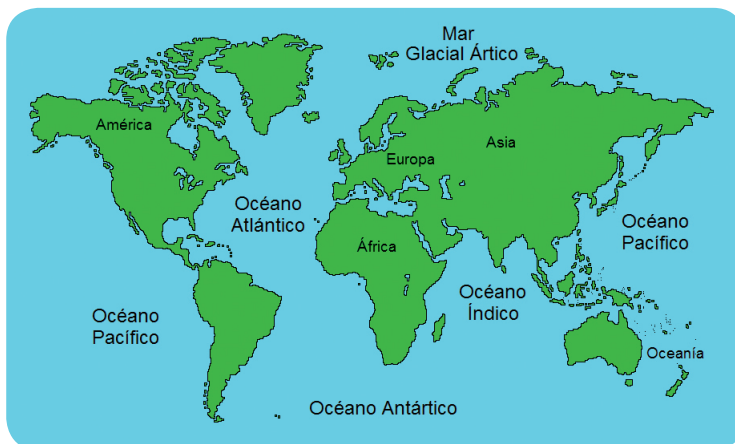 Mar
Glacial Ártico
América
Asia
Europa
Océano
Atlántico
Océano
Pacífico
África
Océano
Índico
Océano
Pacífico
Oceanía
Océano Antártico